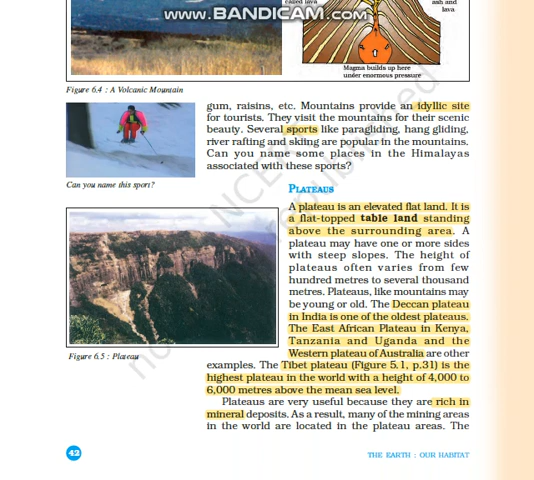 www.BANDICAM.com
cated lava
ash and
lava
Magma builds up here
under enormous pressure
Figure 6.4 : A Volcanic Mountain
gum, raisins, etc. Mountains provide an idyllic site
for tourists. They visit the mountains for their scenic
beauty. Several sports like paragliding, hang gliding,
river rafting and skiing are popular in the mountains.
Can you name some places in the Himalayas
associated with these sports?
Can you name this sport?
PLATEAUS
A plateau is an elevated flat land. It is
a flat-topped table land standing
above the surrounding area. A
plateau may have one or more sides
with steep slopes. The height of
plateaus often varies from few
hundred metres to several thousand
metres. Plateaus, like mountains may
be young or old. The Deccan plateau
in India is one of the oldest plateaus.
The East African Plateau in Kenya,
Tanzania and Uganda and the
Western plateau of Australia are other
Figure 6.5 : Plateau
examples. The Tibet plateau (Figure 5.1, p.31) is the
highest plateau in the world with a height of 4,000 to
6,000 metres above the mean sea level.
Plateaus are very useful because they are rich in
mineral deposits. As a result, many of the mining areas
in the world are located in the plateau areas. The
42
THE EARTH : OUR HABITAT